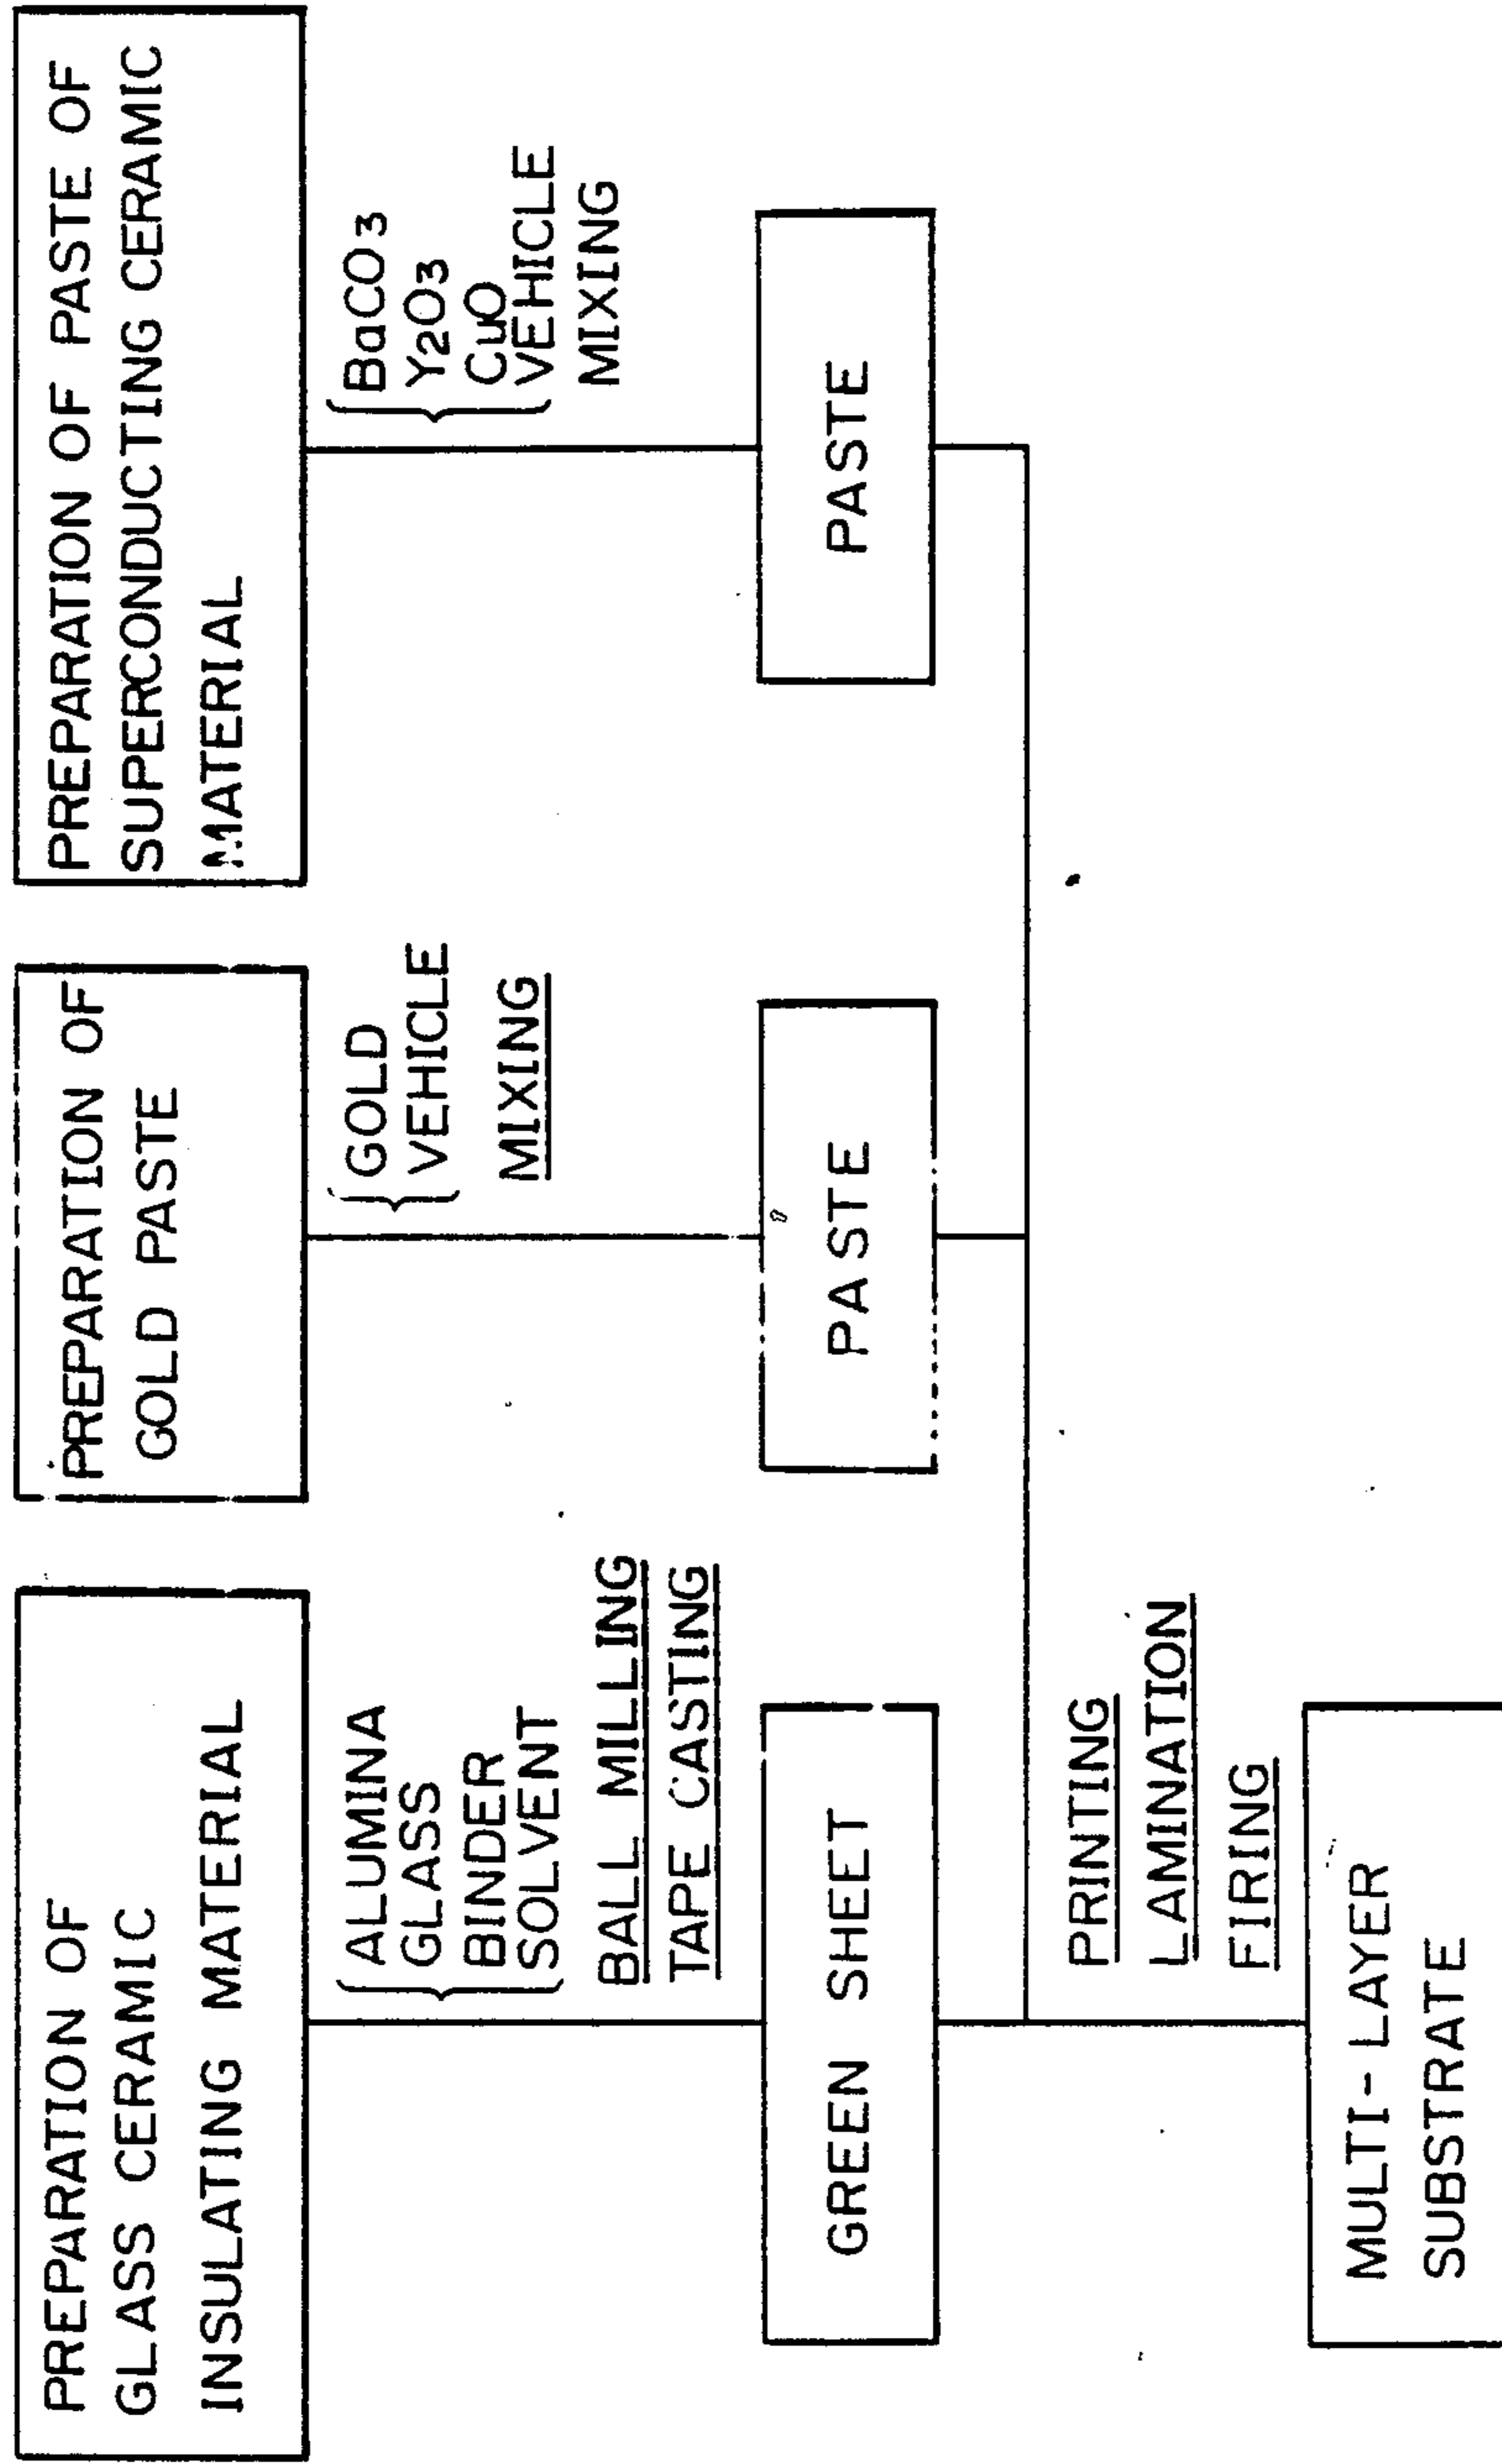 PREPARATION OF
GLASS CERAMIC
INSULATING MATERIAL
ALUMINA
GLASS
BINDER
SOLVENT
BALL MILLING
TAPE CASTING
GREEN SHEET
PREPARATION OF
GOLD PASTE
GOLD
VEHICLE
MIXING
PASTE
PREPARATION OF PASTE OF
SUPERCONDUCTING CERAMIC
MATERIAL
BaCO3
Y2O3
CuO
VEHICLE
MIXING
PASTE
PRINTING
LAMINATION
FIRING
MULTI-LAYER
SUBSTRATE